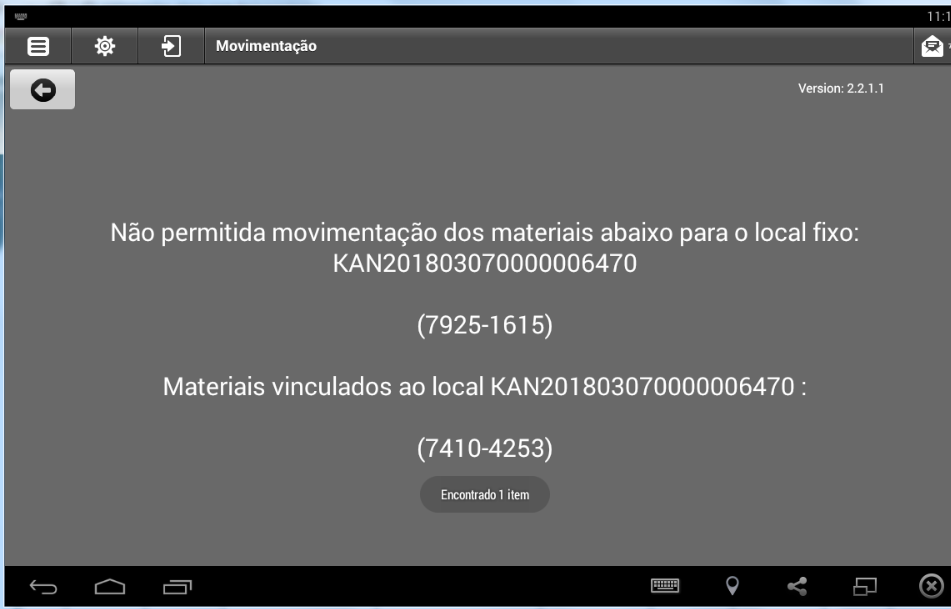 11:1
Movimentação
Version: 2.2.1.1
Não permitida movimentação dos materiais abaixo para o local fixo:
KAN201803070000006470
(7925-1615)
Materiais vinculados ao local KAN201803070000006470 :
(7410-4253)
Encontrado 1 item